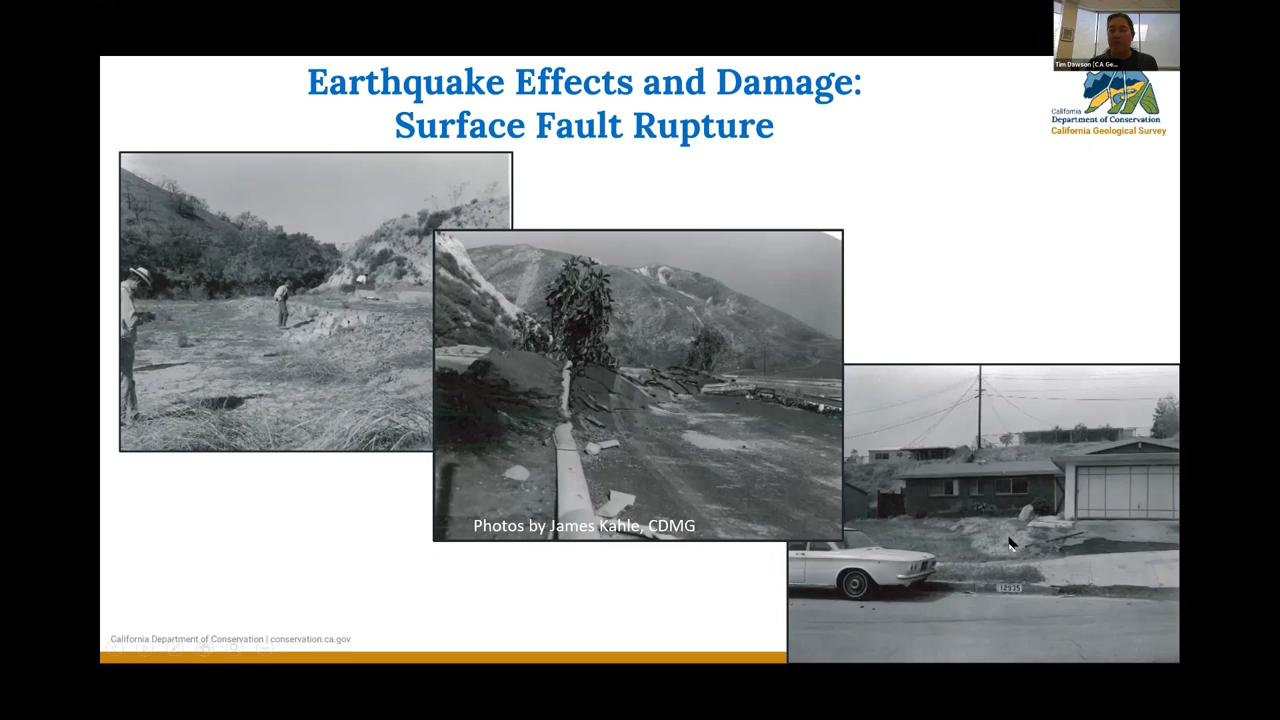 Tim Dawson (CA Ge...
Earthquake Effects and Damage:
Surface Fault Rupture
California
Department of Conservation
California Geological Survey
Photos by James Kahle, CDMG
12935
California Department of Conservation | conservation.ca.gov